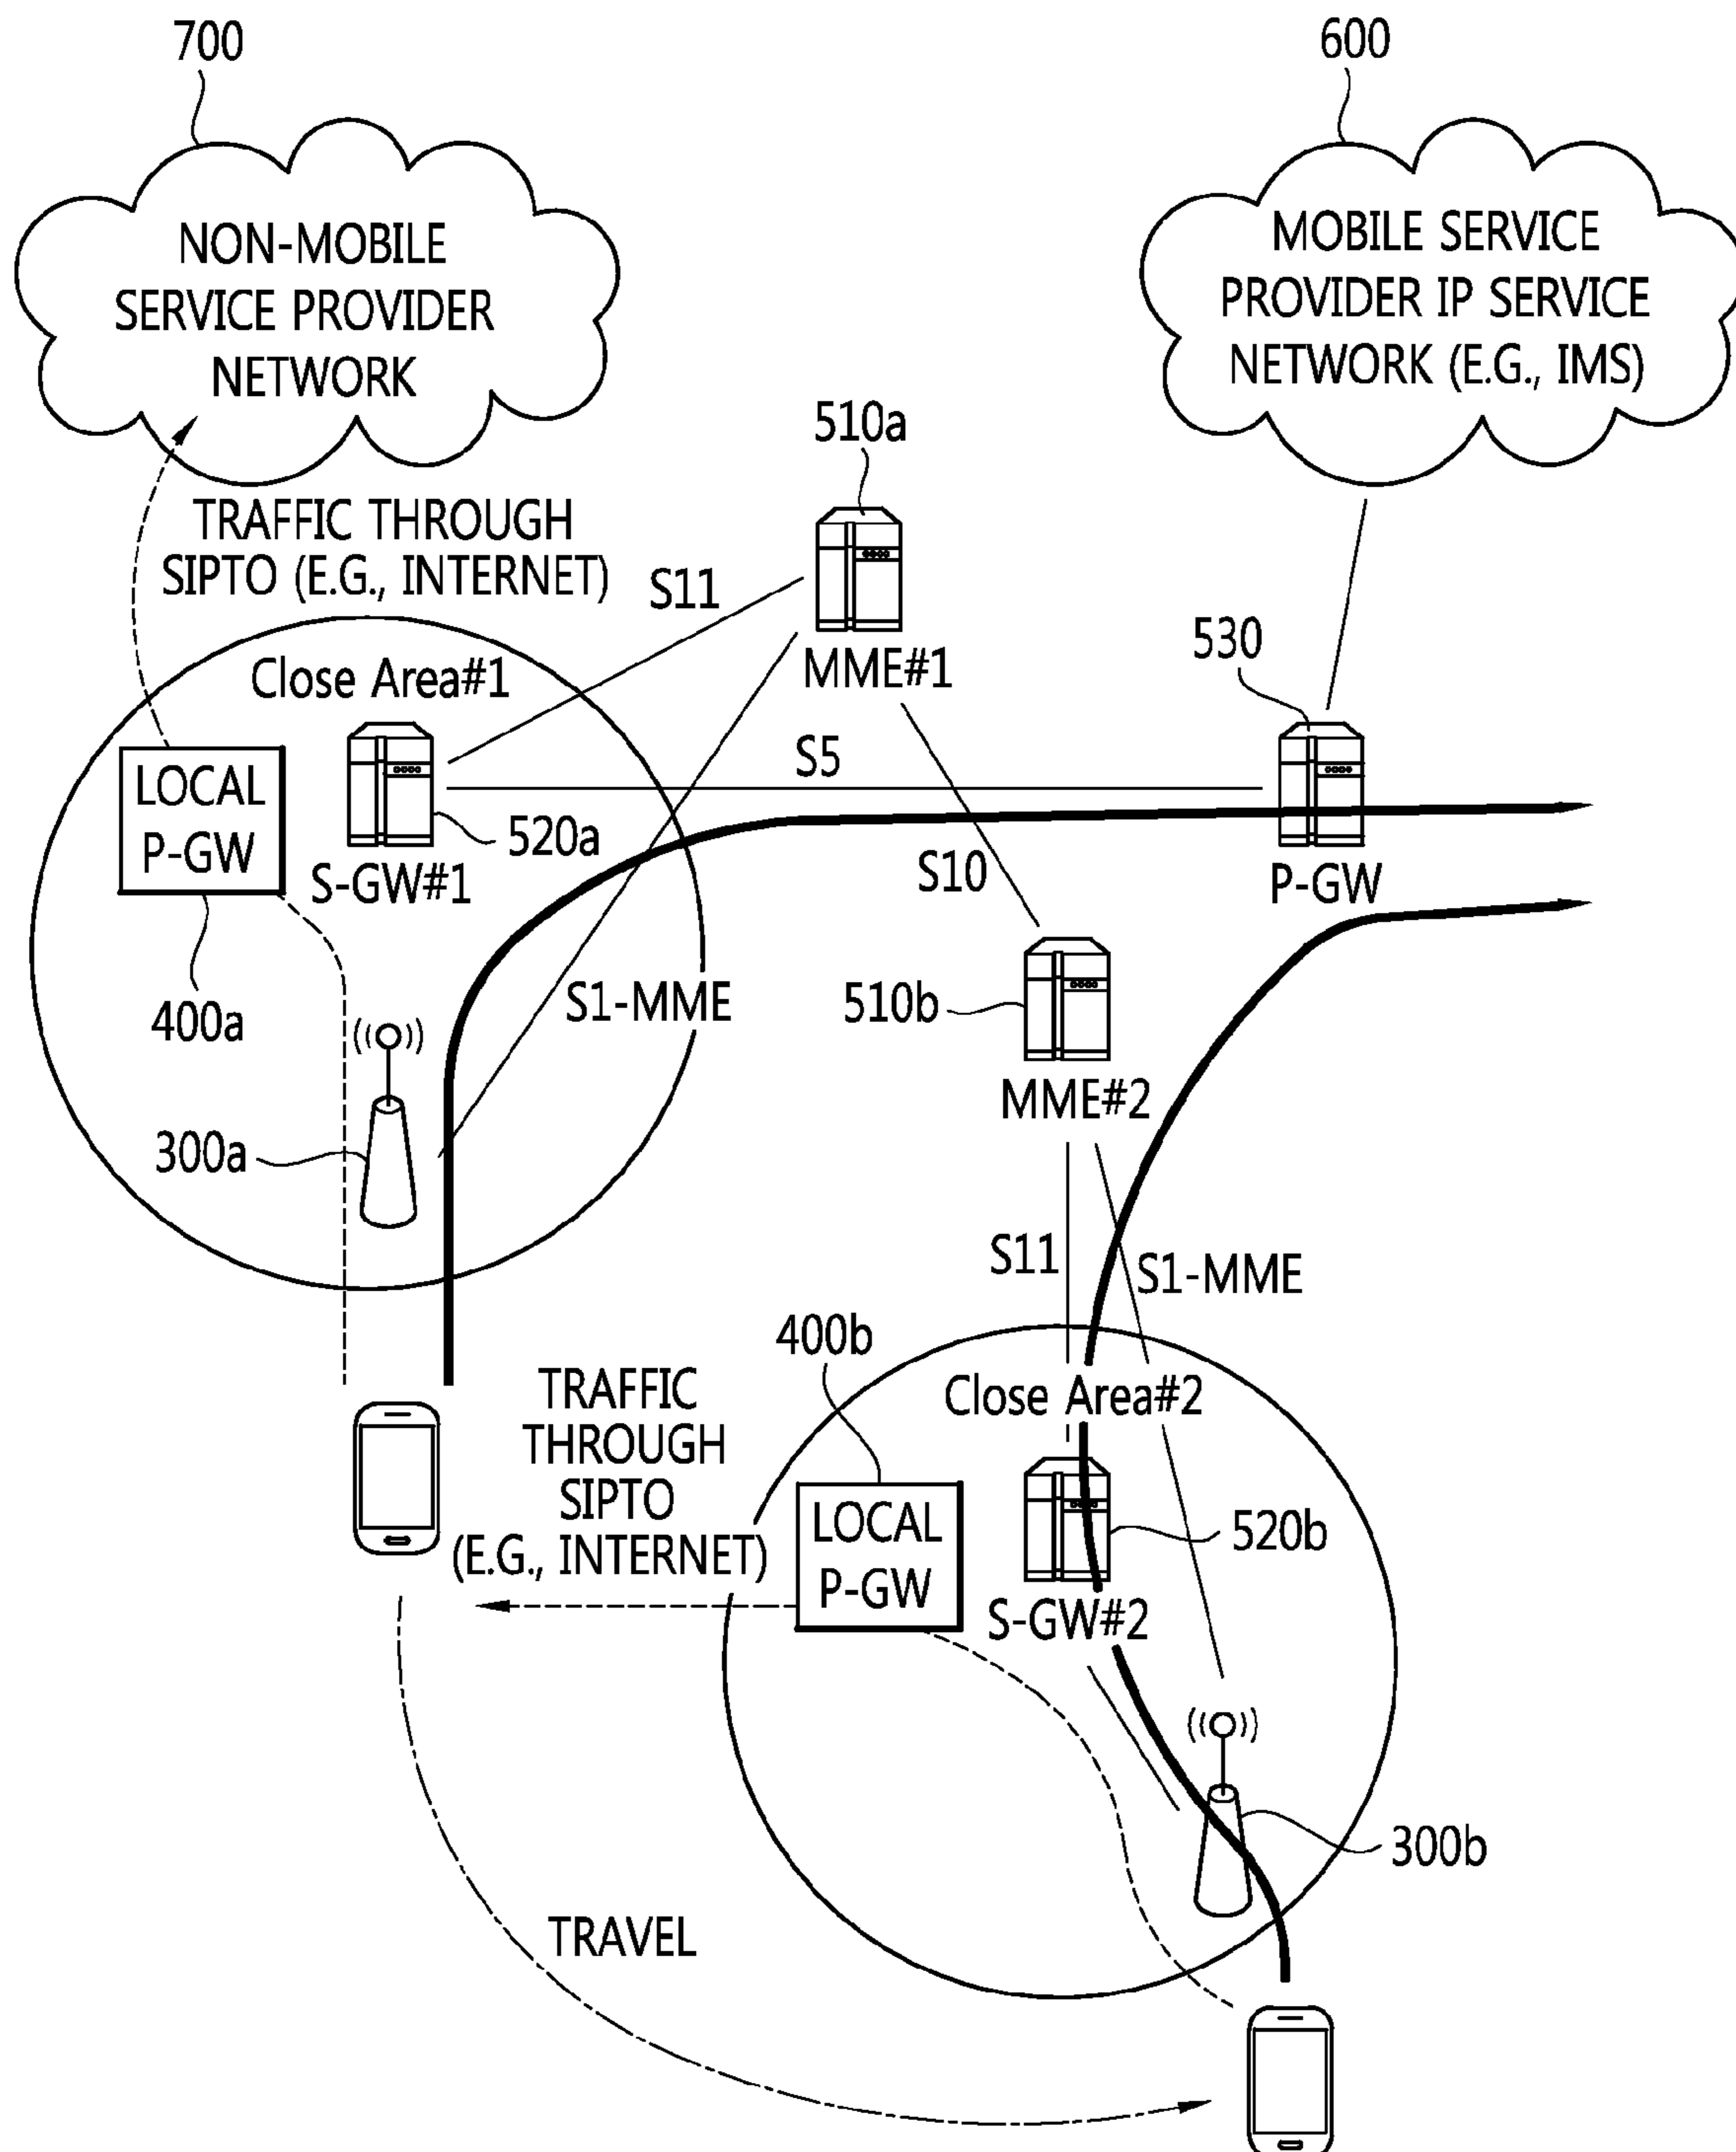 700
600
NON-MOBILE
SERVICE PROVIDER
NETWORK
MOBILE SERVICE
PROVIDER IP SERVICE
NETWORK (E.G., IMS)
510a
TRAFFIC THROUGH
SIPTO (E.G., INTERNET)
S11
530
MME#1
Close Area#1
S5
LOCAL
P-GW
520a
S-GW#1
S10
P-GW
400a
S1-MME
510b
MME#2
300a
S11
S1-MME
400b
TRAFFIC
THROUGH
SIPTO
(E.G., INTERNET)
Close Area#2
LOCAL
P-GW
520b
S-GW#2
300b
TRAVEL